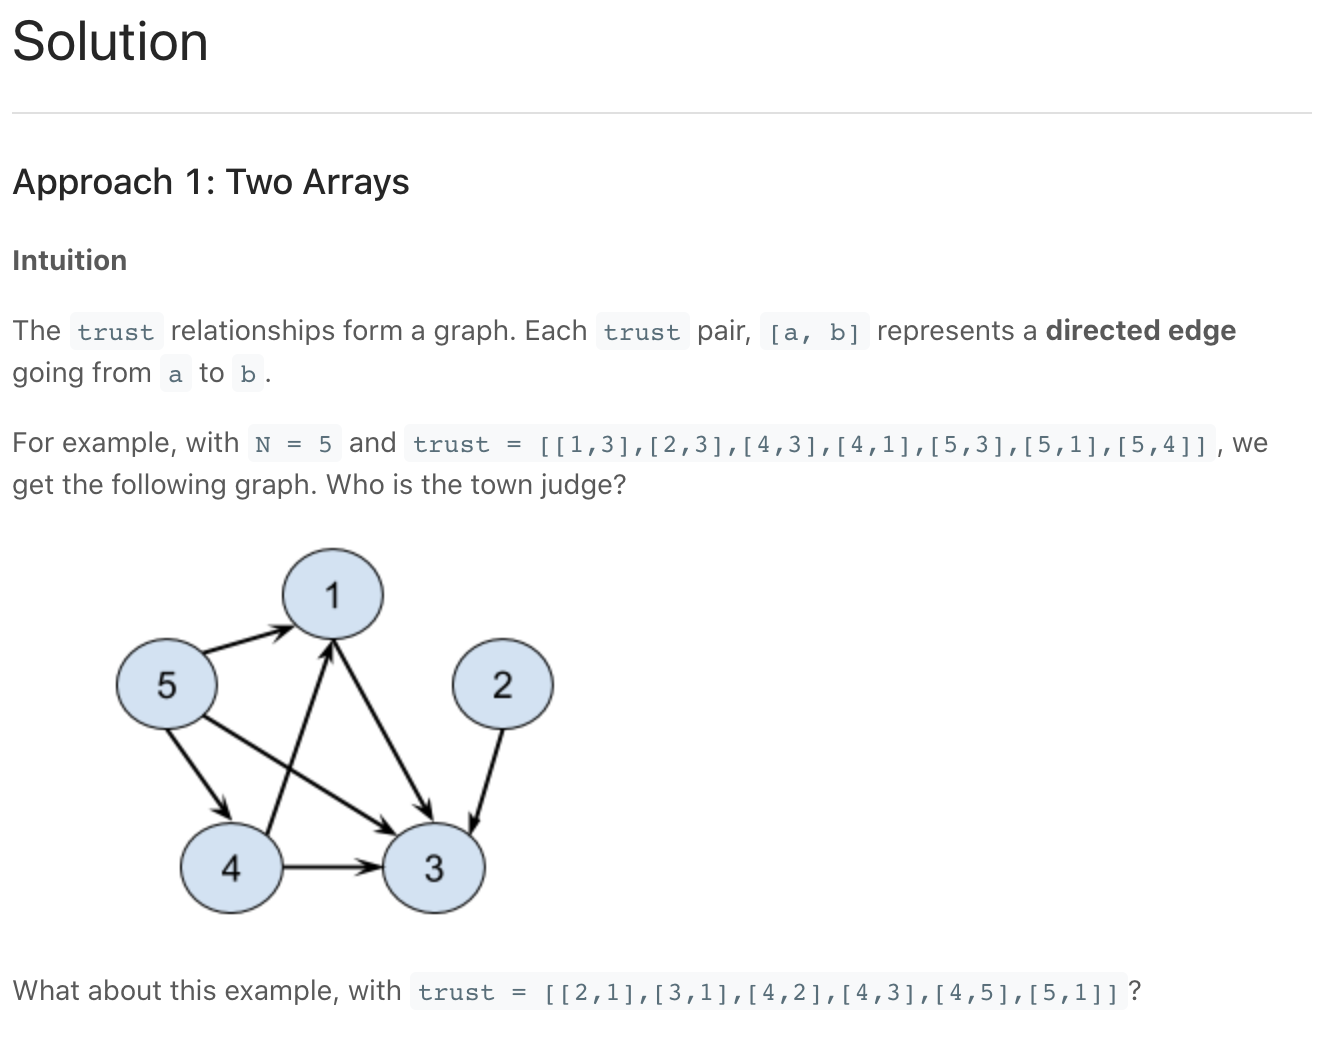 Solution
Approach 1: Two Arrays
Intuition
The trust relationships form a graph. Each trust pair, [a, b] represents a directed edge
going from a to b.
For example, with N = 5 and trust = [[1,3],[2,3],[4,3],[4,1],[5,3],[5,1],[5,4]], we
get the following graph. Who is the town judge?
1
5
2
4
3
What about this example, with trust = [[2,1],[3,1],[4,2],[4,3],[4,5],[5,1]]?